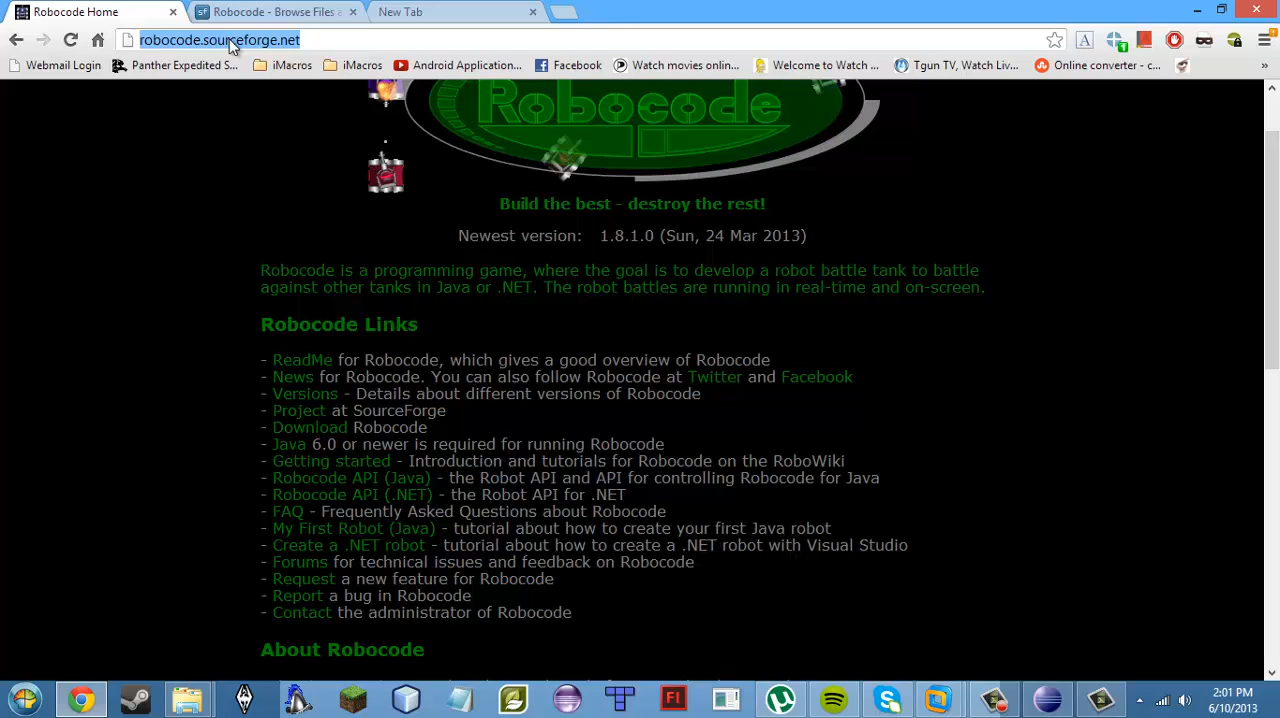 Robocode Home
Robocode - Browse Files a
New Tab
robocode.sourceforge.net
Webmail Login
Panther Expedited S...
iMacros
iMacros
Android Application...
Facebook
Watch movies onlin...
Welcome to Watch ...
Tgun TV, Watch Liv...
Online converter - c...
»
Robocode
Build the best - destroy the rest!
Newest version: 1.8.1.0 (Sun, 24 Mar 2013)
Robocode is a programming game, where the goal is to develop a robot battle tank to battle
against other tanks in Java or .NET. The robot battles are running in real-time and on-screen.
Robocode Links
- ReadMe for Robocode, which gives a good overview of Robocode
- News for Robocode. You can also follow Robocode at Twitter and Facebook
- Versions - Details about different versions of Robocode
- Project at SourceForge
- Download Robocode
- Java 6.0 or newer is required for running Robocode
- Getting started - Introduction and tutorials for Robocode on the RoboWiki
- Robocode API (Java) - the Robot API and API for controlling Robocode for Java
- Robocode API (.NET) - the Robot API for .NET
- FAQ - Frequently Asked Questions about Robocode
- My First Robot (Java) - tutorial about how to create your first Java robot
- Create a .NET robot - tutorial about how to create a .NET robot with Visual Studio
- Forums for technical issues and feedback on Robocode
- Request a new feature for Robocode
- Report a bug in Robocode
- Contact the administrator of Robocode
About Robocode
2:01 PM
6/10/2013